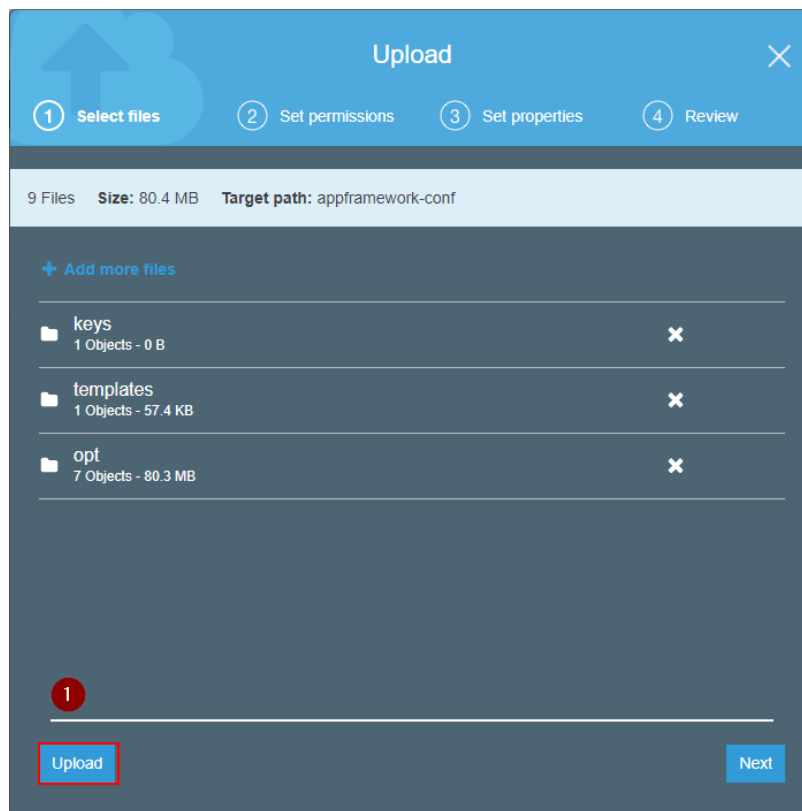 Upload
1 Select files 2 Set permissions 3 Set properties 4 Review
9 Files Size: 80.4 MB Target path: appframework-conf
Add more files
keys
1 Objects - 0 B
templates
1 Objects - 57.4 KB
opt
7 Objects - 80.3 MB
1
Upload Next